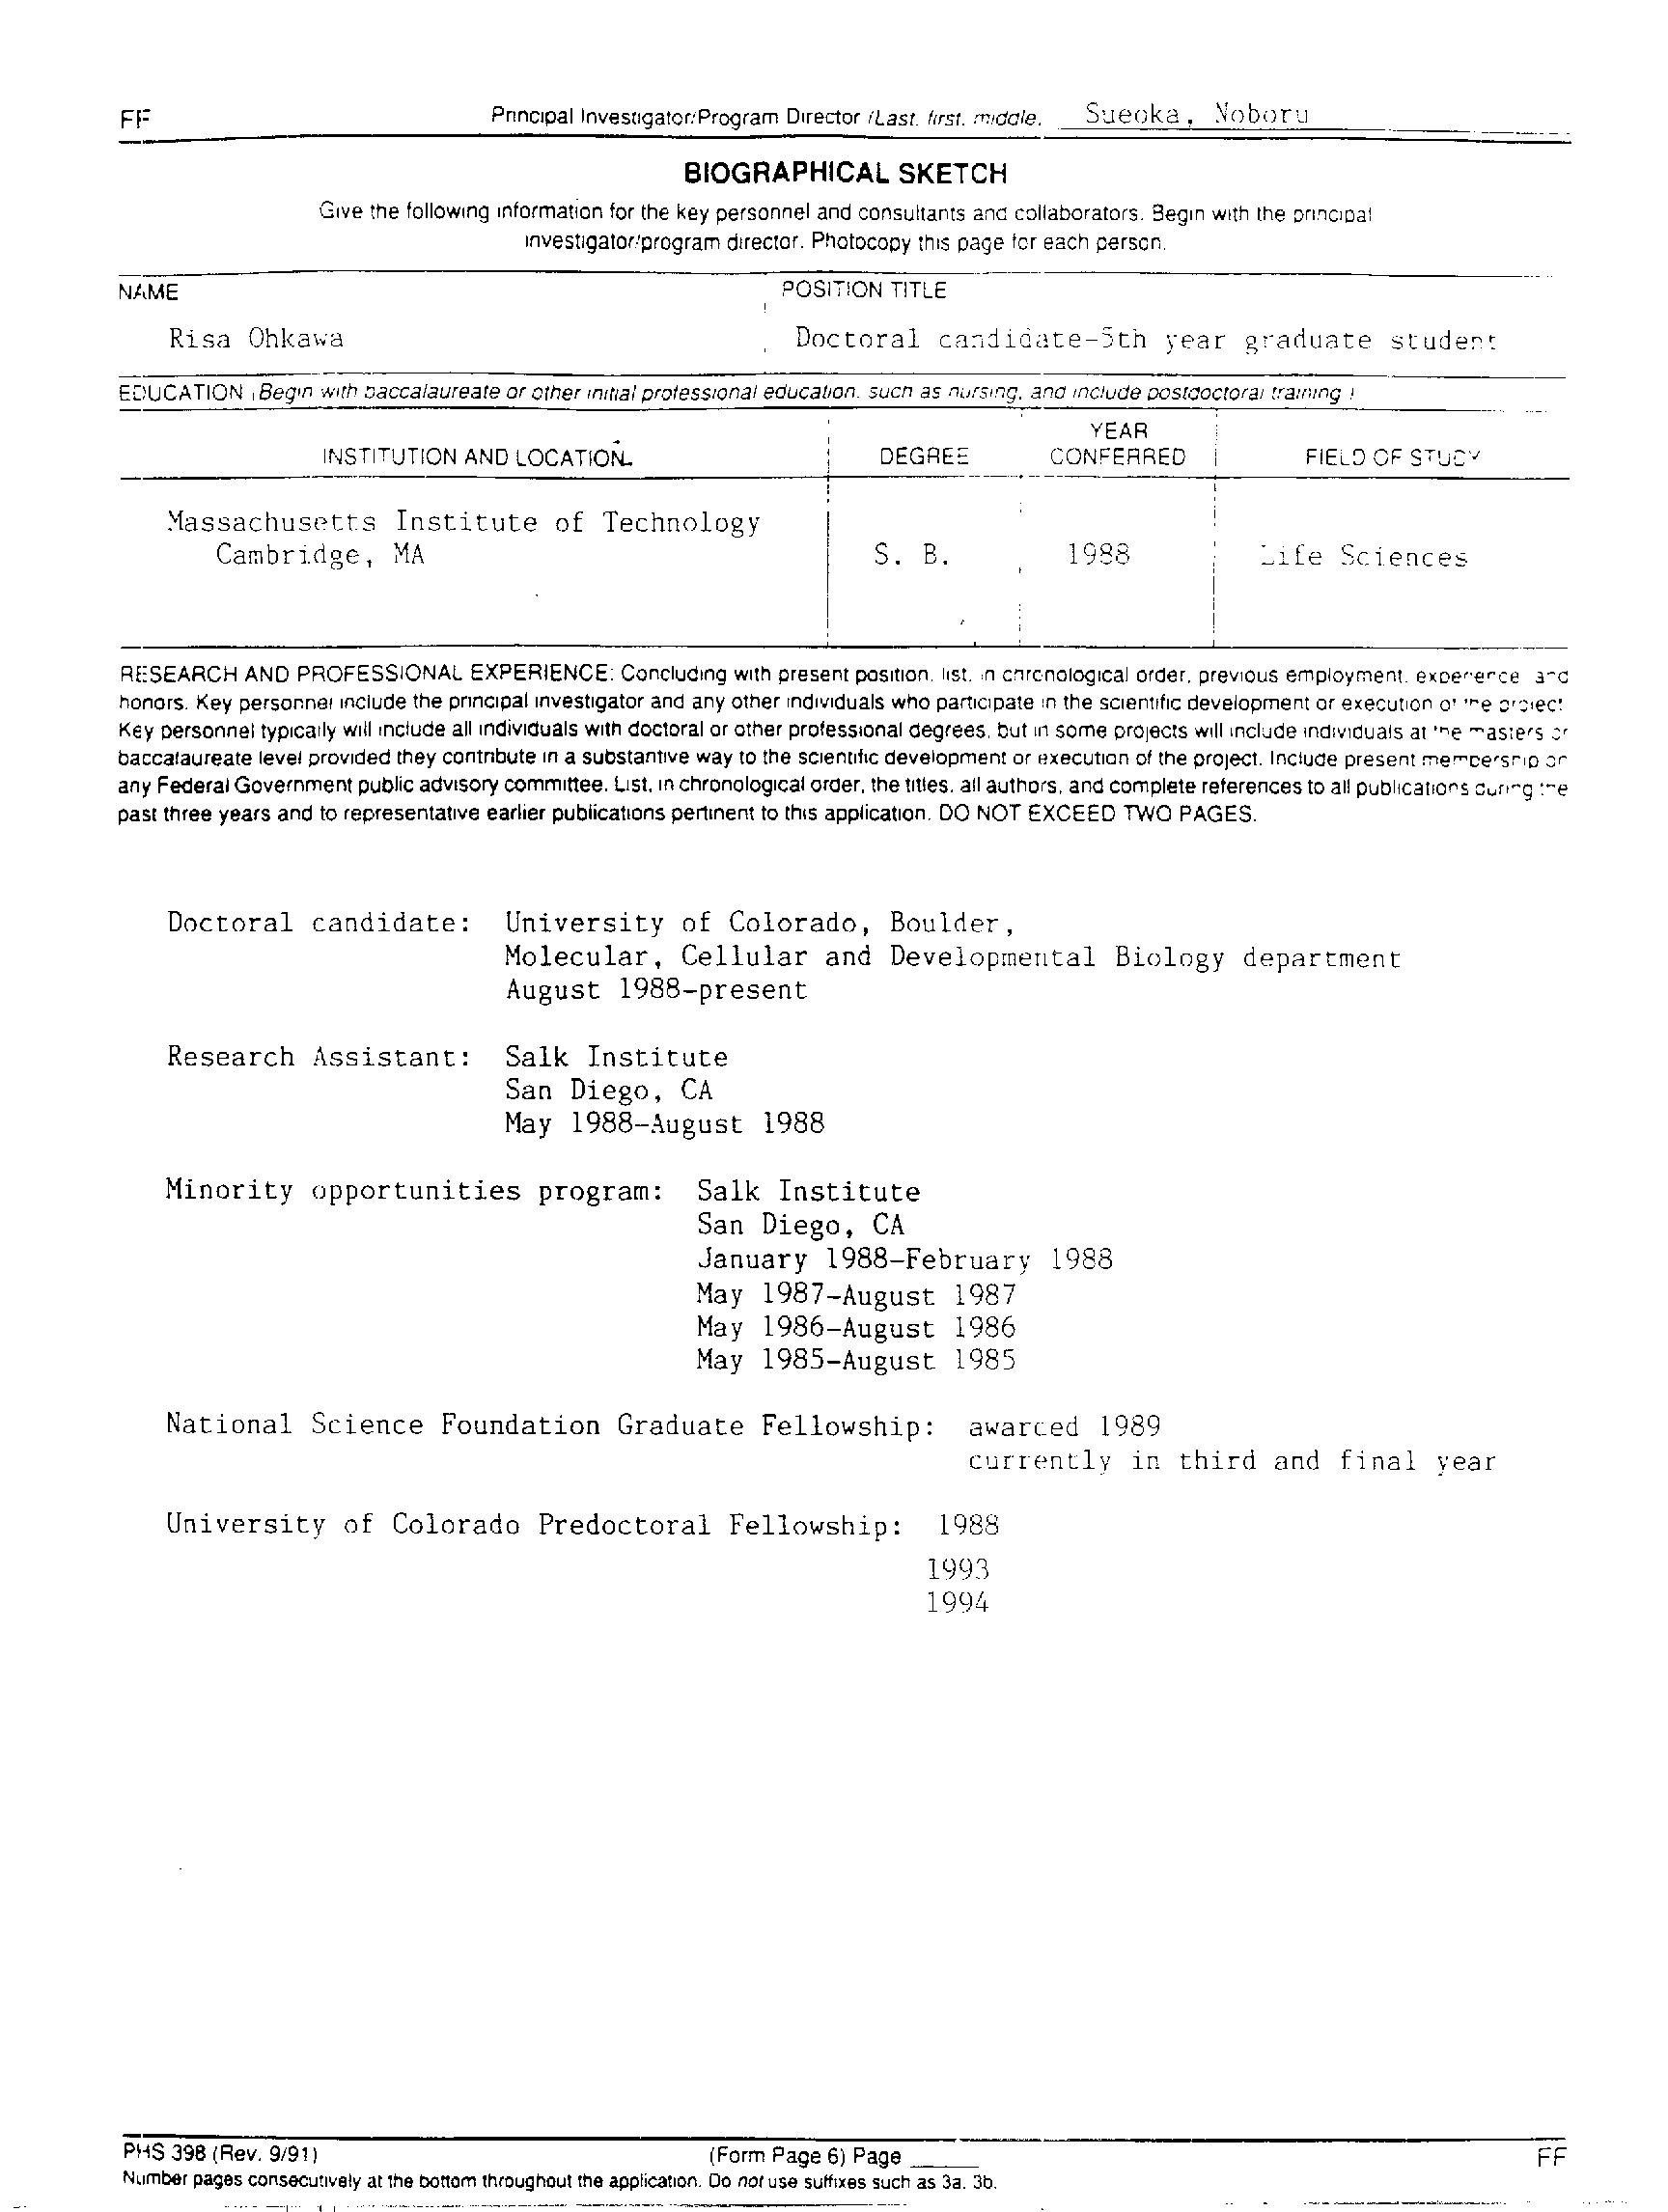 FF Principal Investigator/Program Director (Last, first, middle) Sueoka, Noboru
BIOGRAPHICAL SKETCH
Give the following information for the key personnel and consultants and collaborators. Begin with the principal
investigator/program director. Photocopy this page for each person.
NAME POSITION TITLE
Risa Ohkawa Doctoral candidate-5th year graduate student
EDUCATION (Begin with baccalaureate or other initial professional education, such as nursing, and include postdoctoral training.)
YEAR
INSTITUTION AND LOCATION DEGREE CONFERRED FIELD OF STUDY
Massachusetts Institute of Technology
Cambridge, MA S. B. 1988 Life Sciences
RESEARCH AND PROFESSIONAL EXPERIENCE: Concluding with present position, list, in chronological order, previous employment, experience, and
honors. Key personnel include the principal investigator and any other individuals who participate in the scientific development or execution of the project.
Key personnel typically will include all individuals with doctoral or other professional degrees, but in some projects will include individuals at the masters or
baccalaureate level provided they contribute in a substantive way to the scientific development or execution of the project. Include present membership on
any Federal Government public advisory committee. List, in chronological order, the titles, all authors, and complete references to all publications during the
past three years and to representative earlier publications pertinent to this application. DO NOT EXCEED TWO PAGES.
Doctoral candidate: University of Colorado, Boulder,
Molecular, Cellular and Developmental Biology department
August 1988-present
Research Assistant: Salk Institute
San Diego, CA
May 1988-August 1988
Minority opportunities program: Salk Institute
San Diego, CA
January 1988-February 1988
May 1987-August 1987
May 1986-August 1986
May 1985-August 1985
National Science Foundation Graduate Fellowship: awarded 1989
currently in third and final year
University of Colorado Predoctoral Fellowship: 1988
1993
1994
PHS 398 (Rev. 9/91) (Form Page 6) Page ____ FF
Number pages consecutively at the bottom throughout the application. Do not use suffixes such as 3a, 3b.